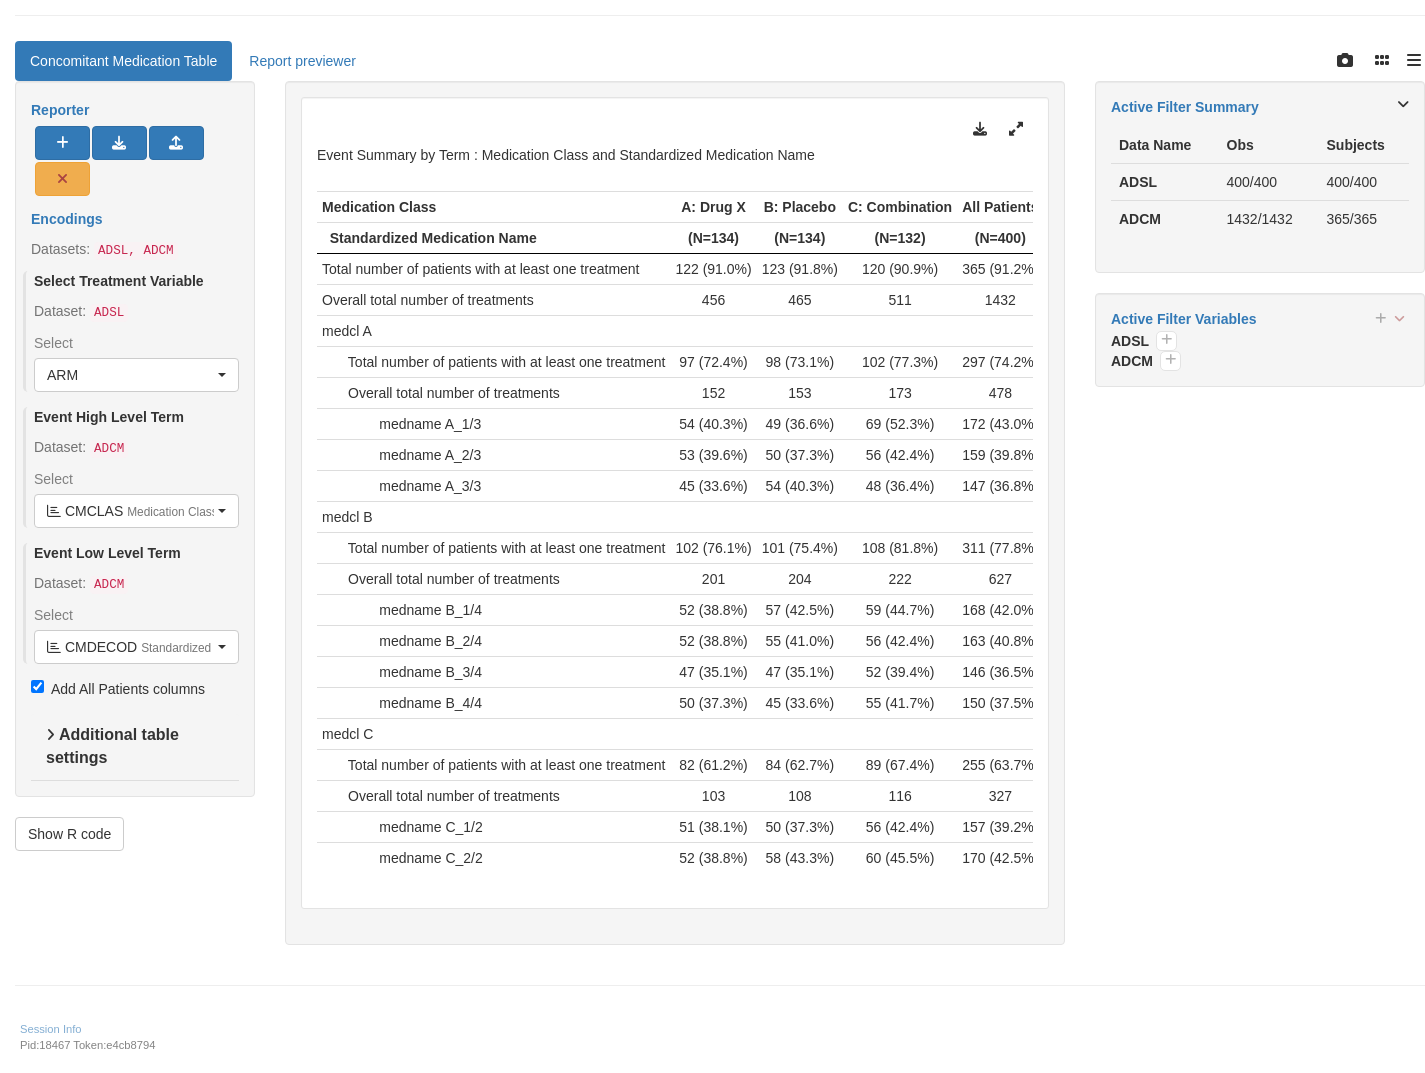 Concomitant Medication Table Report previewer
Reporter
Encodings
Datasets: ADSL, ADCM
Select Treatment Variable
Dataset: ADSL
Select
ARM
Event High Level Term
Dataset: ADCM
Select
CMCLAS Medication Class
Event Low Level Term
Dataset: ADCM
Select
CMDECOD Standardized
Add All Patients columns
Additional table
settings
Show R code
Event Summary by Term : Medication Class and Standardized Medication Name
Medication Class A: Drug X B: Placebo C: Combination All Patients
Standardized Medication Name (N=134) (N=134) (N=132) (N=400)
Total number of patients with at least one treatment 122 (91.0%) 123 (91.8%) 120 (90.9%) 365 (91.2%
Overall total number of treatments 456 465 511 1432
medcl A
Total number of patients with at least one treatment 97 (72.4%) 98 (73.1%) 102 (77.3%) 297 (74.2%
Overall total number of treatments 152 153 173 478
medname A_1/3 54 (40.3%) 49 (36.6%) 69 (52.3%) 172 (43.0%
medname A_2/3 53 (39.6%) 50 (37.3%) 56 (42.4%) 159 (39.8%
medname A_3/3 45 (33.6%) 54 (40.3%) 48 (36.4%) 147 (36.8%
medcl B
Total number of patients with at least one treatment 102 (76.1%) 101 (75.4%) 108 (81.8%) 311 (77.8%
Overall total number of treatments 201 204 222 627
medname B_1/4 52 (38.8%) 57 (42.5%) 59 (44.7%) 168 (42.0%
medname B_2/4 52 (38.8%) 55 (41.0%) 56 (42.4%) 163 (40.8%
medname B_3/4 47 (35.1%) 47 (35.1%) 52 (39.4%) 146 (36.5%
medname B_4/4 50 (37.3%) 45 (33.6%) 55 (41.7%) 150 (37.5%
medcl C
Total number of patients with at least one treatment 82 (61.2%) 84 (62.7%) 89 (67.4%) 255 (63.7%
Overall total number of treatments 103 108 116 327
medname C_1/2 51 (38.1%) 50 (37.3%) 56 (42.4%) 157 (39.2%
medname C_2/2 52 (38.8%) 58 (43.3%) 60 (45.5%) 170 (42.5%
Active Filter Summary
Data Name Obs Subjects
ADSL 400/400 400/400
ADCM 1432/1432 365/365
Active Filter Variables
ADSL
ADCM
Session Info
Pid:18467 Token:e4cb8794